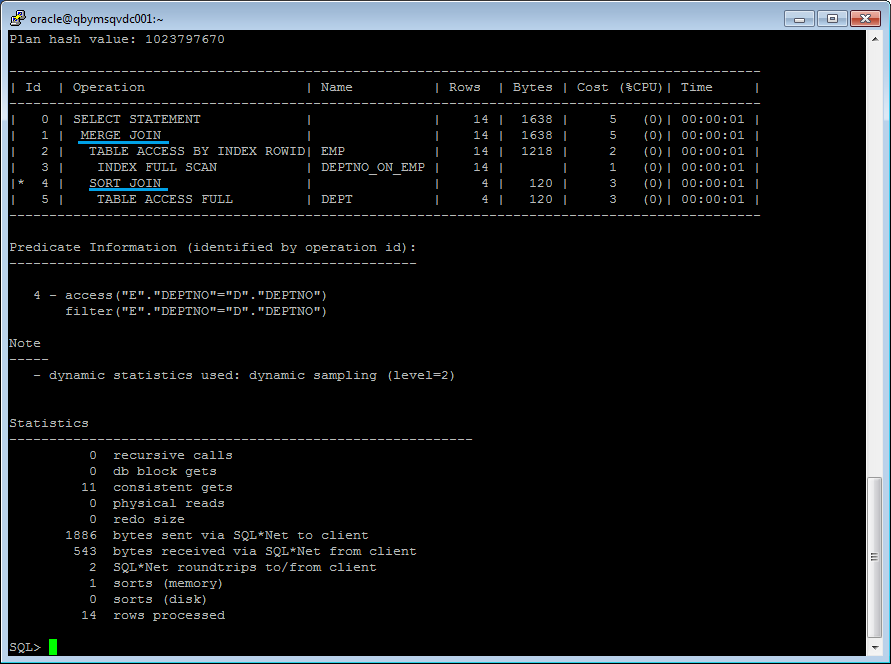 oracle@qbymsqvdc001:~
Plan hash value: 1023797670
--------------------------------------------------------------------------------------------
| Id  | Operation                    | Name          | Rows  | Bytes | Cost (%CPU)| Time     |
--------------------------------------------------------------------------------------------
|   0 | SELECT STATEMENT             |               |    14 |  1638 |     5   (0)| 00:00:01 |
|   1 |  MERGE JOIN                  |               |    14 |  1638 |     5   (0)| 00:00:01 |
|   2 |   TABLE ACCESS BY INDEX ROWID| EMP           |    14 |  1218 |     2   (0)| 00:00:01 |
|   3 |    INDEX FULL SCAN           | DEPTNO_ON_EMP |    14 |       |     1   (0)| 00:00:01 |
|*  4 |   SORT JOIN                  |               |     4 |   120 |     3   (0)| 00:00:01 |
|   5 |    TABLE ACCESS FULL         | DEPT          |     4 |   120 |     3   (0)| 00:00:01 |
--------------------------------------------------------------------------------------------
Predicate Information (identified by operation id):
---------------------------------------------------
   4 - access("E"."DEPTNO"="D"."DEPTNO")
       filter("E"."DEPTNO"="D"."DEPTNO")
Note
-----
   - dynamic statistics used: dynamic sampling (level=2)
Statistics
----------------------------------------------------------
          0  recursive calls
          0  db block gets
         11  consistent gets
          0  physical reads
          0  redo size
       1886  bytes sent via SQL*Net to client
        543  bytes received via SQL*Net from client
          2  SQL*Net roundtrips to/from client
          1  sorts (memory)
          0  sorts (disk)
         14  rows processed
SQL>